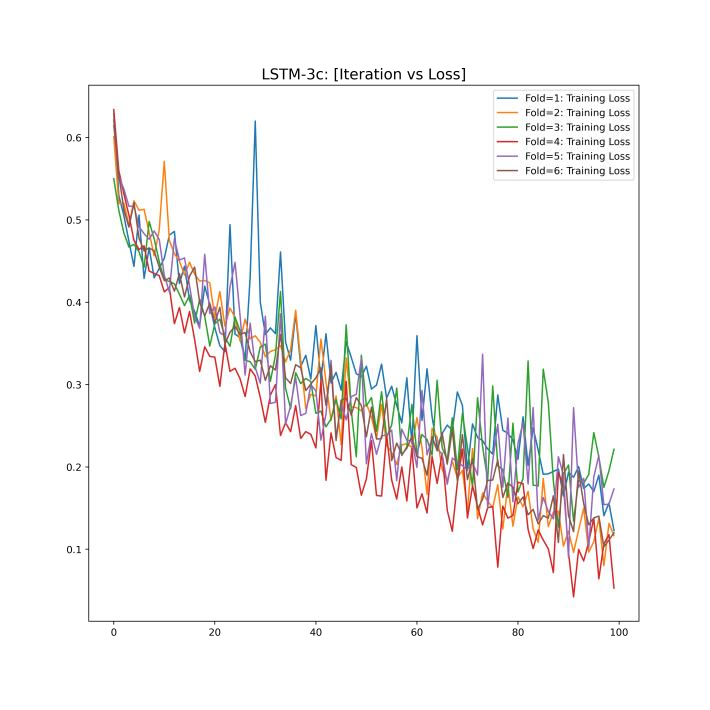 LSTM-3c: [Iteration vs Loss]
Fold=1: Training Loss
Fold=2: Training Loss
Fold=3: Training Loss
Fold=4: Training Loss
Fold=5: Training Loss
Fold=6: Training Loss
0.6
0.5
0.4
0.3
0.2
0.1
0 20 40 60 80 100